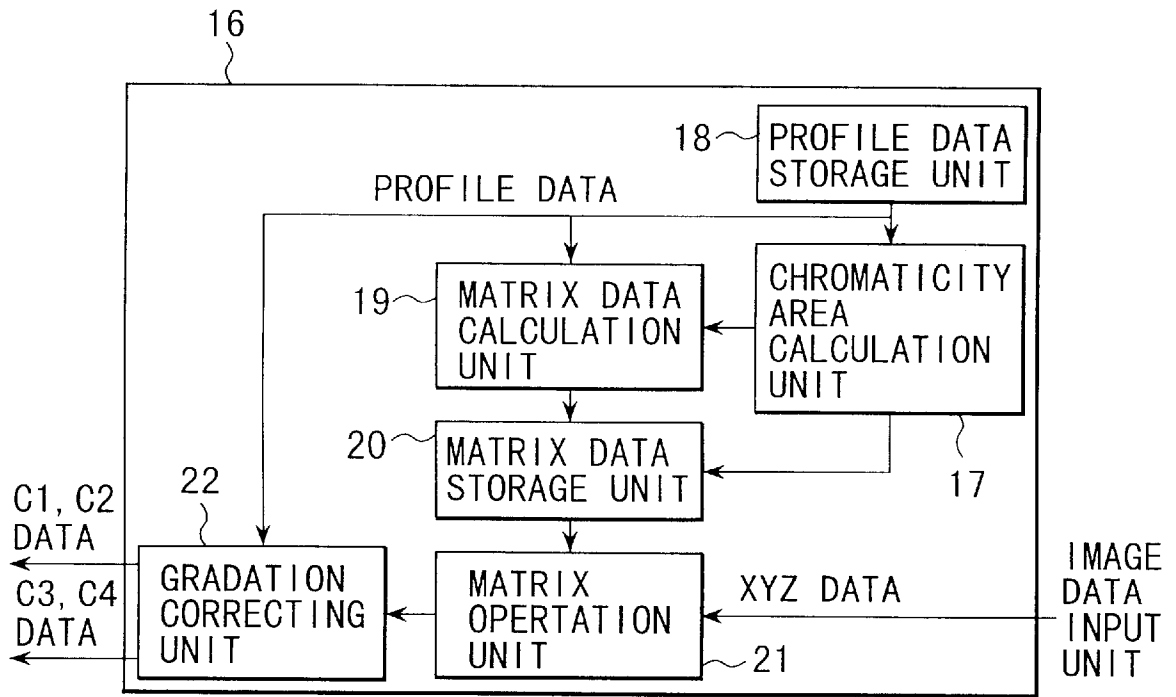 16
18
PROFILE DATA
STORAGE UNIT
PROFILE DATA
19
MATRIX DATA
CALCULATION
UNIT
CHROMATICITY
AREA
CALCULATION
UNIT
20
MATRIX DATA
STORAGE UNIT
17
22
C1, C2
DATA
C3, C4
DATA
GRADATION
CORRECTING
UNIT
MATRIX
OPERTATION
UNIT
21
XYZ DATA
IMAGE
DATA
INPUT
UNIT